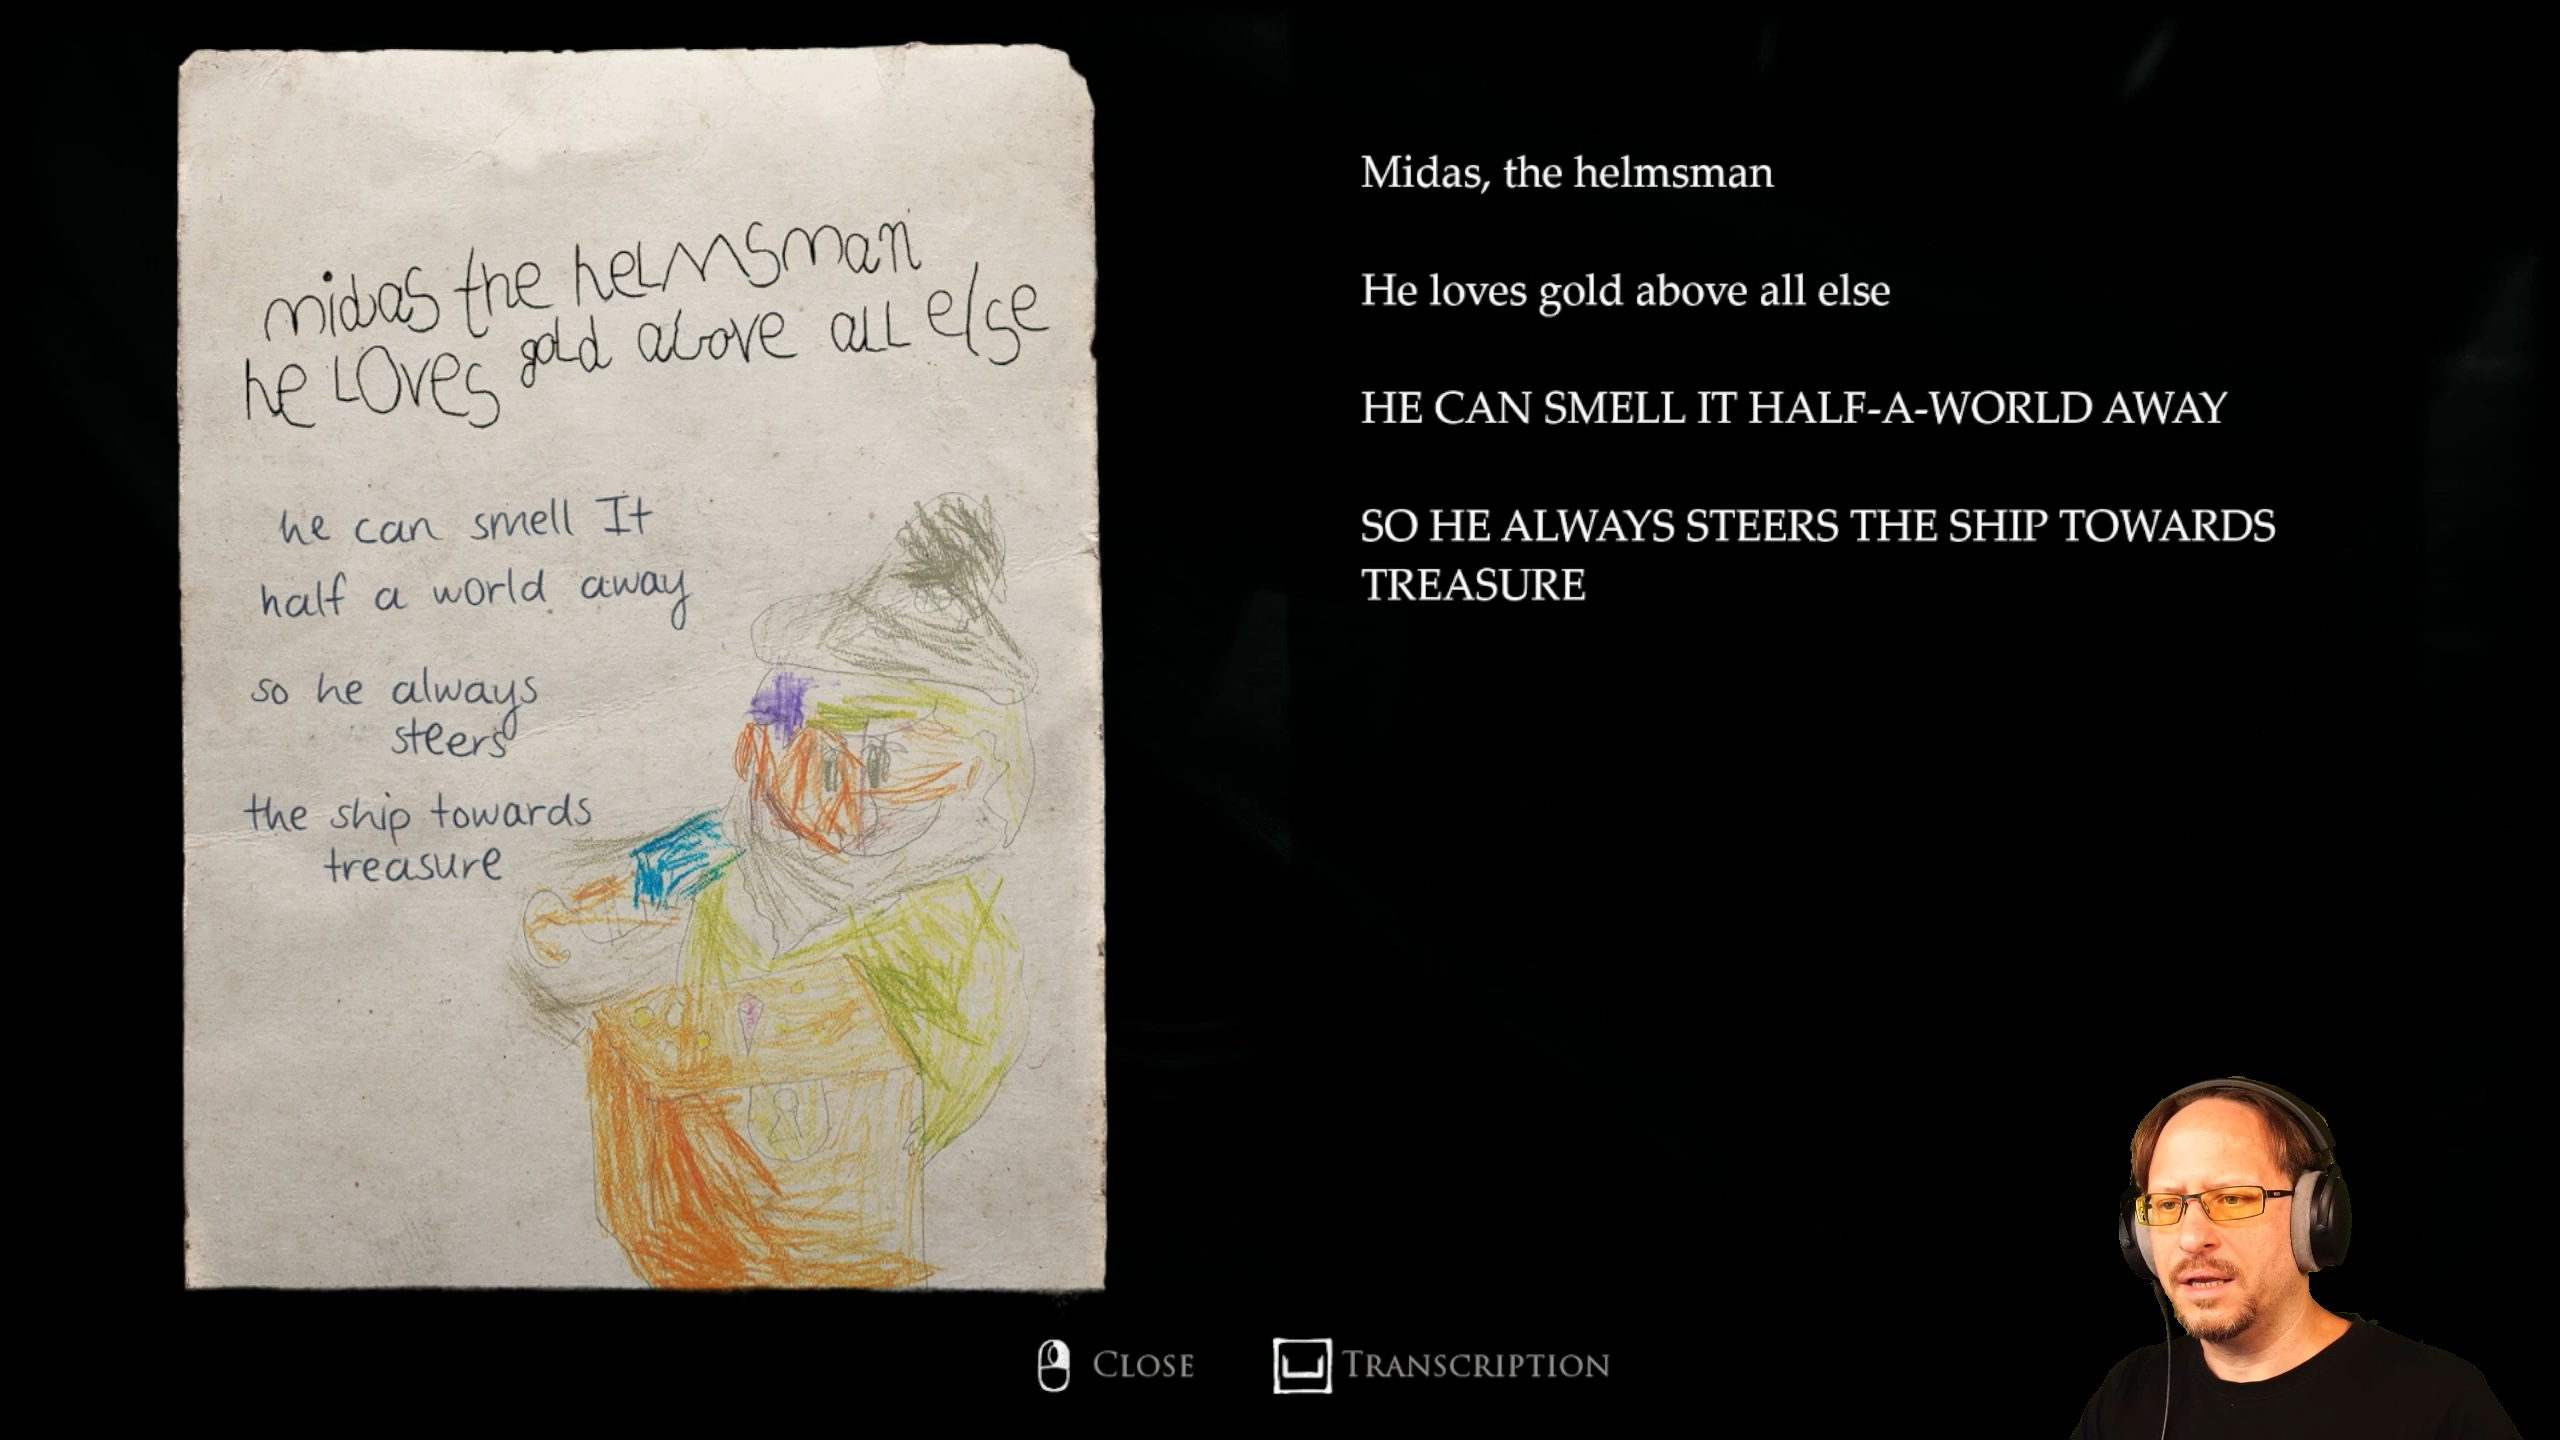 midas the helmsman
he loves gold above all else
he can smell It
half a world away
so he always
steers
the ship towards
treasure
Midas, the helmsman
He loves gold above all else
HE CAN SMELL IT HALF-A-WORLD AWAY
SO HE ALWAYS STEERS THE SHIP TOWARDS
TREASURE
CLOSE
TRANSCRIPTION